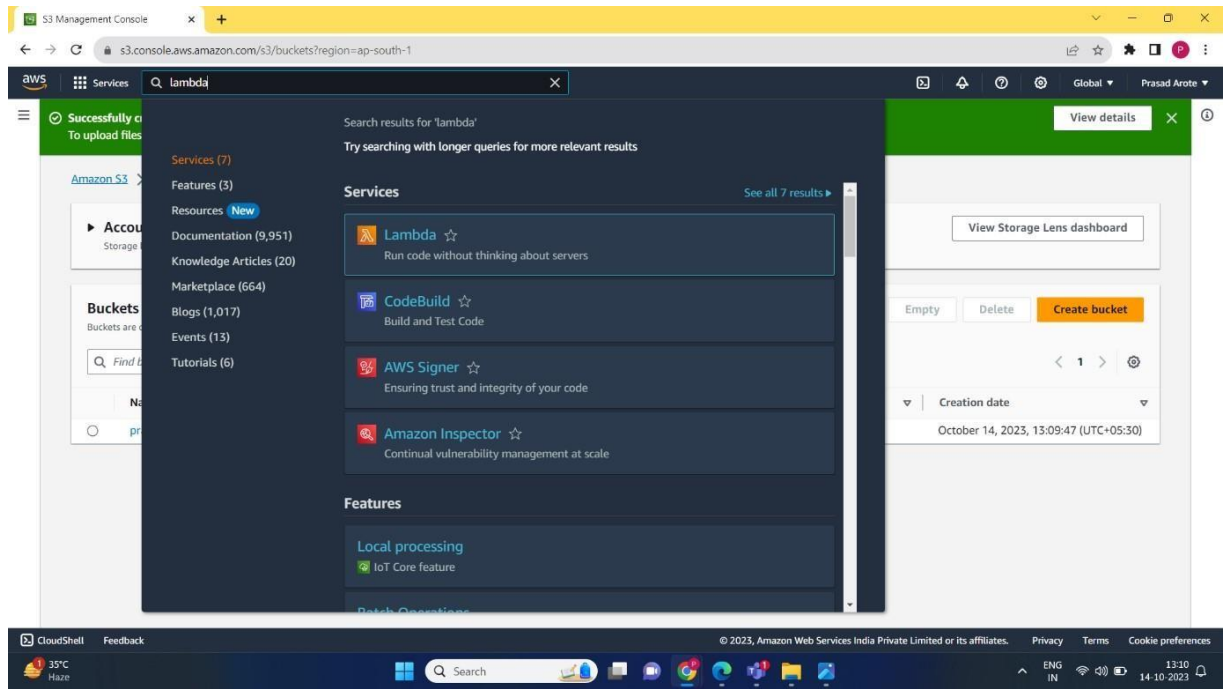 S3 Management Console
s3.console.aws.amazon.com/s3/buckets?region=ap-south-1
aws Services lambda Global Prasad Arote
Successfully
To upload files
View details
Amazon S3
Accou
Storage
View Storage Lens dashboard
Buckets
Buckets are
Empty Delete Create bucket
Find
1
Na
Creation date
pr
October 14, 2023, 13:09:47 (UTC+05:30)
Services (7)
Features (3)
Resources New
Documentation (9,951)
Knowledge Articles (20)
Marketplace (664)
Blogs (1,017)
Events (13)
Tutorials (6)
Search results for 'lambda'
Try searching with longer queries for more relevant results
Services
See all 7 results
Lambda
Run code without thinking about servers
CodeBuild
Build and Test Code
AWS Signer
Ensuring trust and integrity of your code
Amazon Inspector
Continual vulnerability management at scale
Features
Local processing
IoT Core feature
Batch Operations
CloudShell Feedback © 2023, Amazon Web Services India Private Limited or its affiliates. Privacy Terms Cookie preferences
35°C
Haze
Search
ENG
IN
13:10
14-10-2023